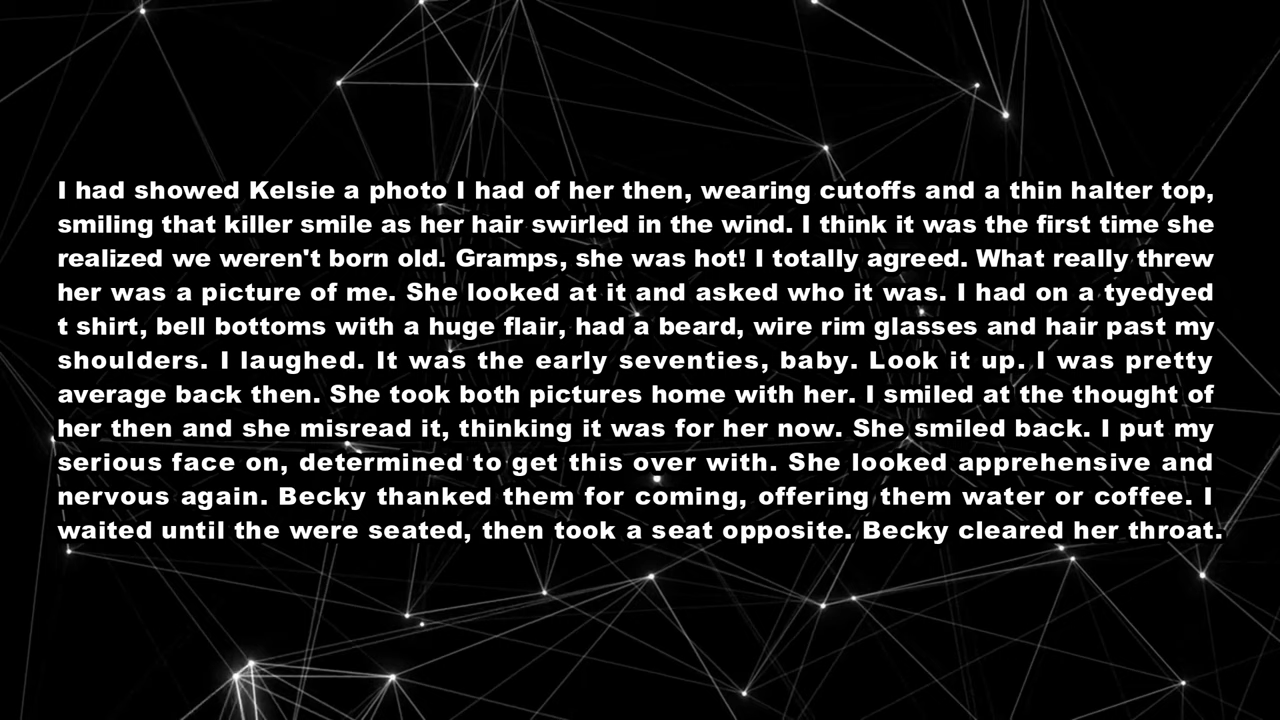 I had showed Kelsie a photo I had of her then, wearing cutoffs and a thin halter top,
smiling that killer smile as her hair swirled in the wind. I think it was the first time she
realized we weren't born old. Gramps, she was hot! I totally agreed. What really threw
her was a picture of me. She looked at it and asked who it was. I had on a tyedyed
t shirt, bell bottoms with a huge flair, had a beard, wire rim glasses and hair past my
shoulders. I laughed. It was the early seventies, baby. Look it up. I was pretty
average back then. She took both pictures home with her. I smiled at the thought of
her then and she misread it, thinking it was for her now. She smiled back. I put my
serious face on, determined to get this over with. She looked apprehensive and
nervous again. Becky thanked them for coming, offering them water or coffee. I
waited until the were seated, then took a seat opposite. Becky cleared her throat.